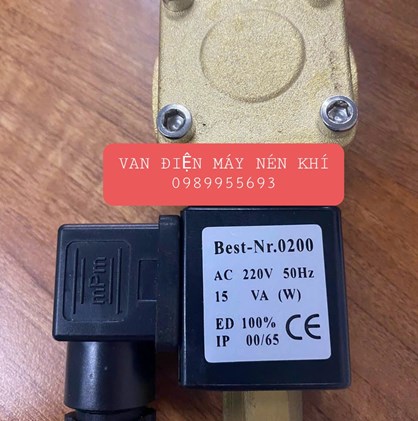 VAN ĐIỆN MÁY NÉN KHÍ
0989955693
Best-Nr.0200
AC 220V 50Hz
15 VA (W)
ED 100%
IP 00/65
CE
mPm